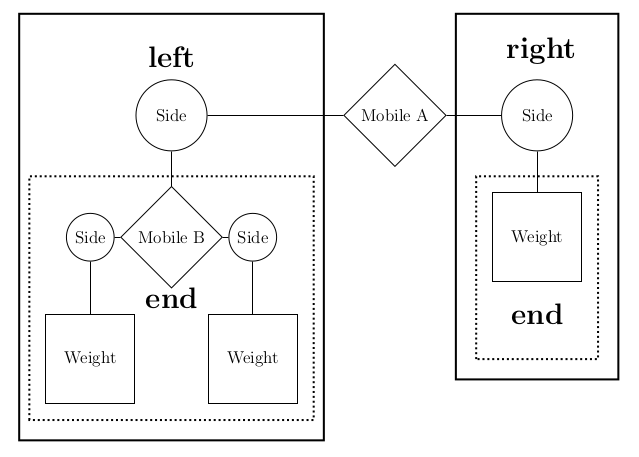 left
right
Side
Mobile A
Side
Side
Mobile B
Side
Weight
end
end
Weight
Weight